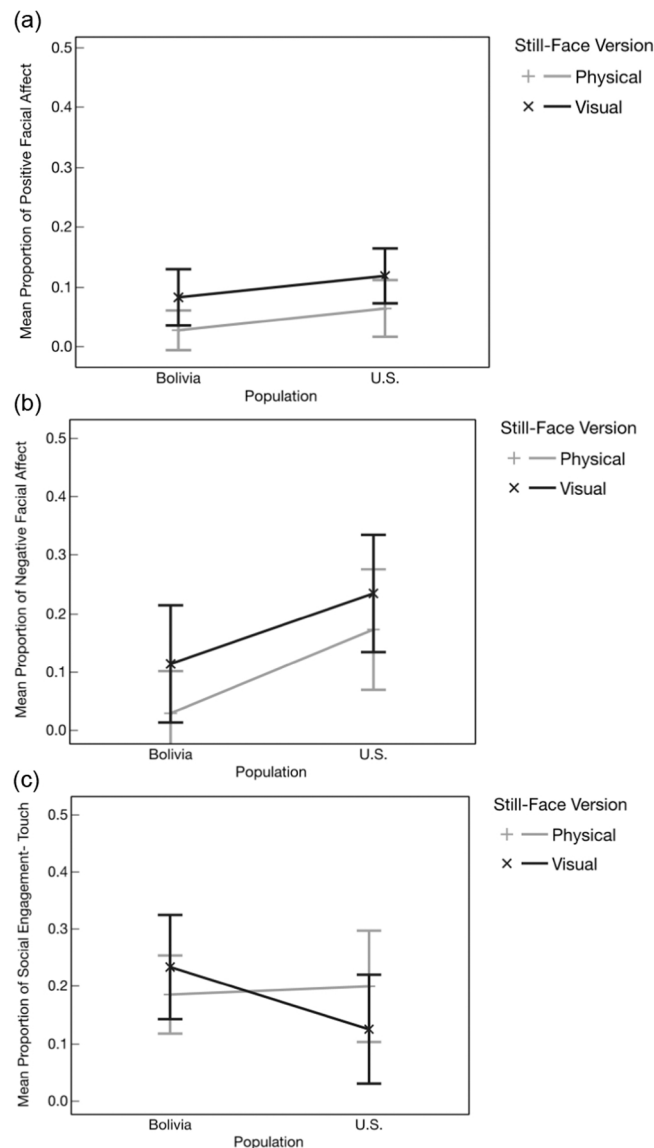 (a)
Mean Proportion of Positive Facial Affect
0.5
0.4
0.3
0.2
0.1
0.0
Bolivia
U.S.
Population
Still-Face Version
Physical
Visual
(b)
Mean Proportion of Negative Facial Affect
0.5
0.4
0.3
0.2
0.1
0.0
Bolivia
U.S.
Population
Still-Face Version
Physical
Visual
(c)
Mean Proportion of Social Engagement- Touch
0.5
0.4
0.3
0.2
0.1
0.0
Bolivia
U.S.
Population
Still-Face Version
Physical
Visual